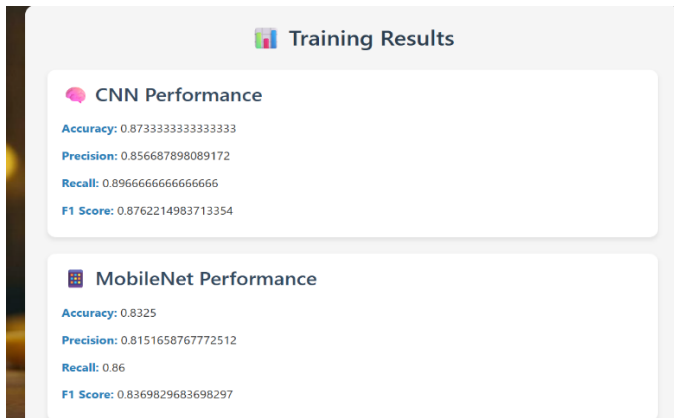 Training Results
CNN Performance
Accuracy: 0.8733333333333333
Precision: 0.856687898089172
Recall: 0.8966666666666666
F1 Score: 0.8762214983713354
MobileNet Performance
Accuracy: 0.8325
Precision: 0.8151658767772512
Recall: 0.86
F1 Score: 0.8369829683698297